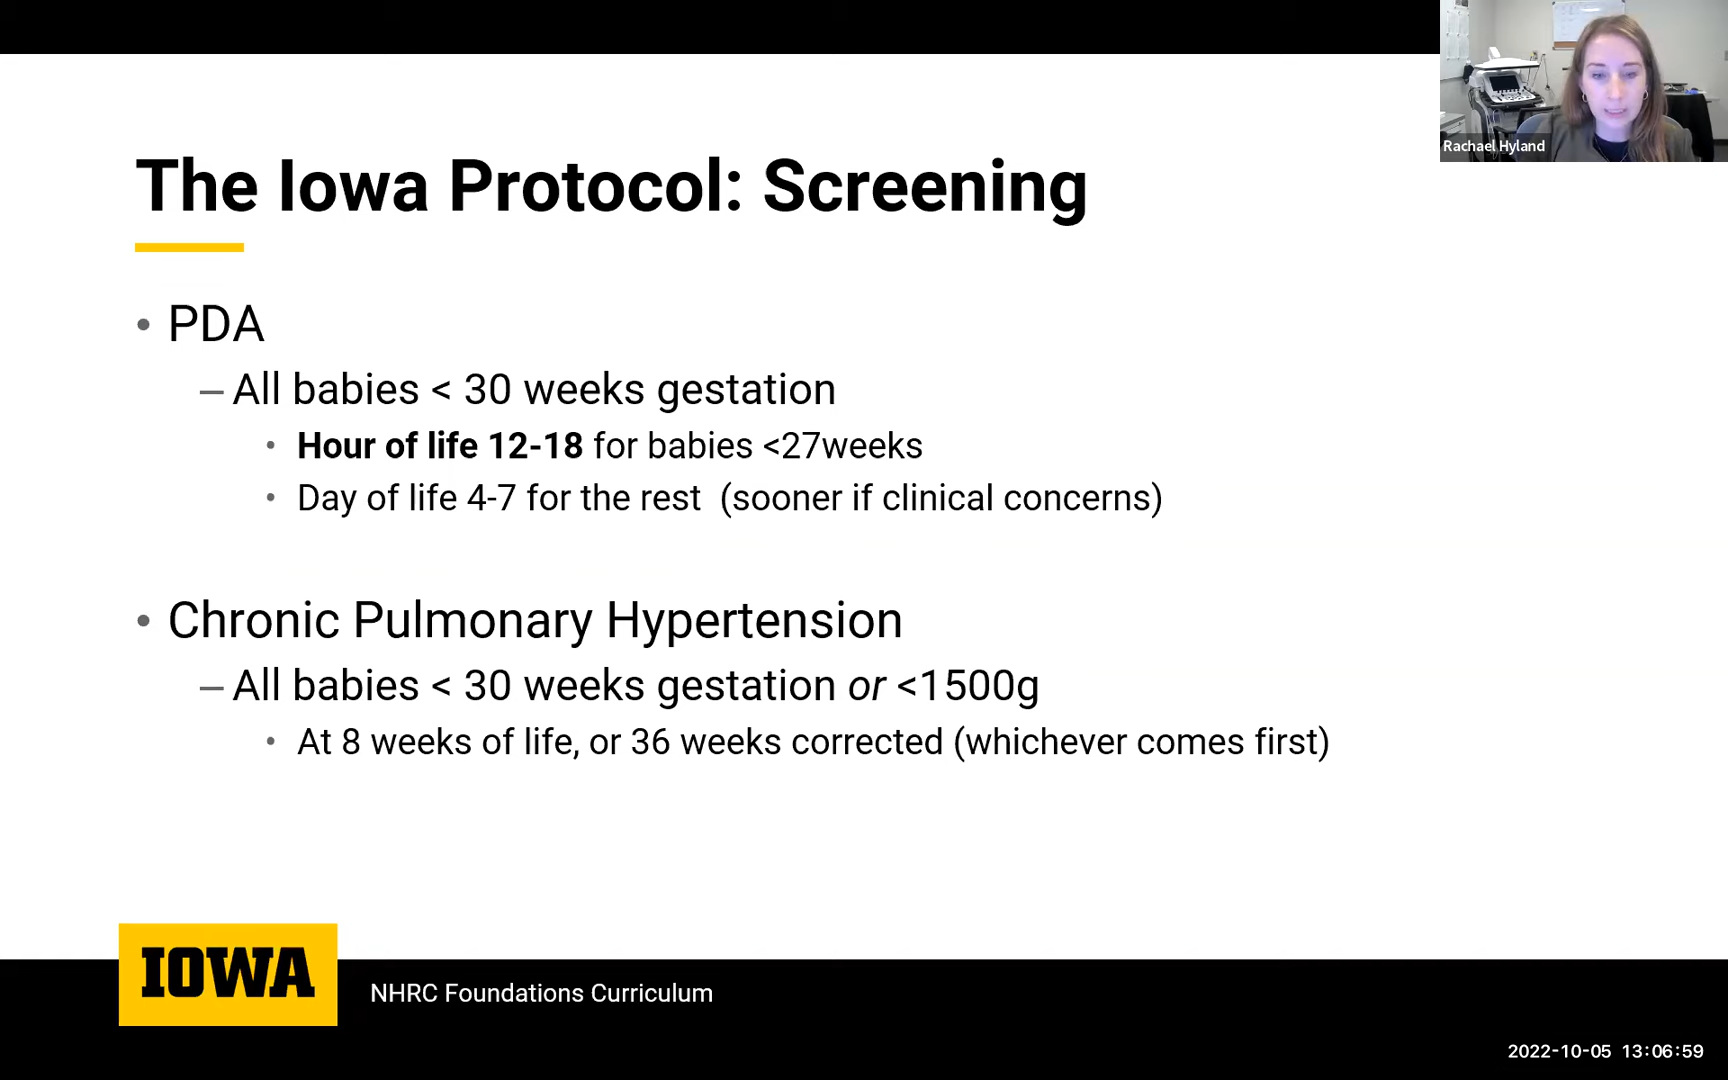 The Iowa Protocol: Screening
• PDA
– All babies < 30 weeks gestation
• Hour of life 12-18 for babies <27weeks
• Day of life 4-7 for the rest (sooner if clinical concerns)
• Chronic Pulmonary Hypertension
– All babies < 30 weeks gestation or <1500g
• At 8 weeks of life, or 36 weeks corrected (whichever comes first)
Rachael Hyland
IOWA
NHRC Foundations Curriculum
2022-10-05 13:06:59